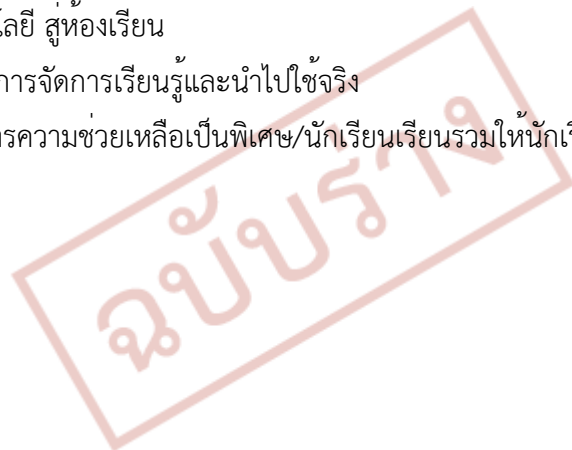 โลยี สู่ห้องเรียน
การจัดการเรียนรู้และนำไปใช้จริง
รความช่วยเหลือเป็นพิเศษ/นักเรียนเรียนรวมให้นักเรี
ฉบับร่าง